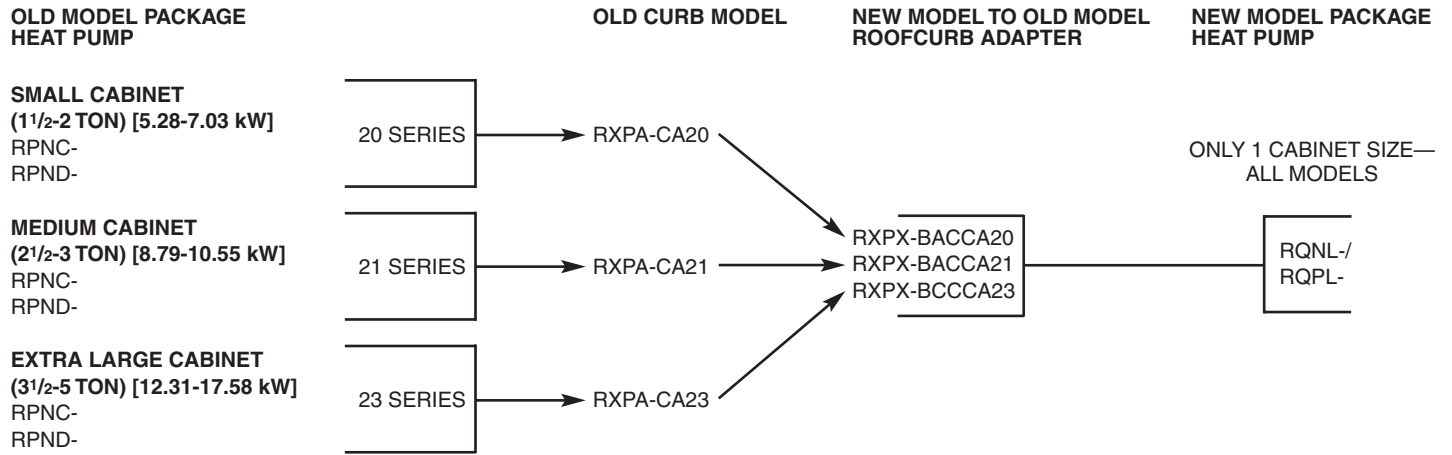 OLD MODEL PACKAGE
HEAT PUMP
OLD CURB MODEL
NEW MODEL TO OLD MODEL
ROOFCURB ADAPTER
NEW MODEL PACKAGE
HEAT PUMP
SMALL CABINET
(1 1/2-2 TON) [5.28-7.03 kW]
RPNC-
RPND-
20 SERIES
RXPA-CA20
MEDIUM CABINET
(2 1/2-3 TON) [8.79-10.55 kW]
RPNC-
RPND-
21 SERIES
RXPA-CA21
EXTRA LARGE CABINET
(3 1/2-5 TON) [12.31-17.58 kW]
RPNC-
RPND-
23 SERIES
RXPA-CA23
RXPX-BACCA20
RXPX-BACCA21
RXPX-BCCCA23
ONLY 1 CABINET SIZE—
ALL MODELS
RQNL-/
RQPL-